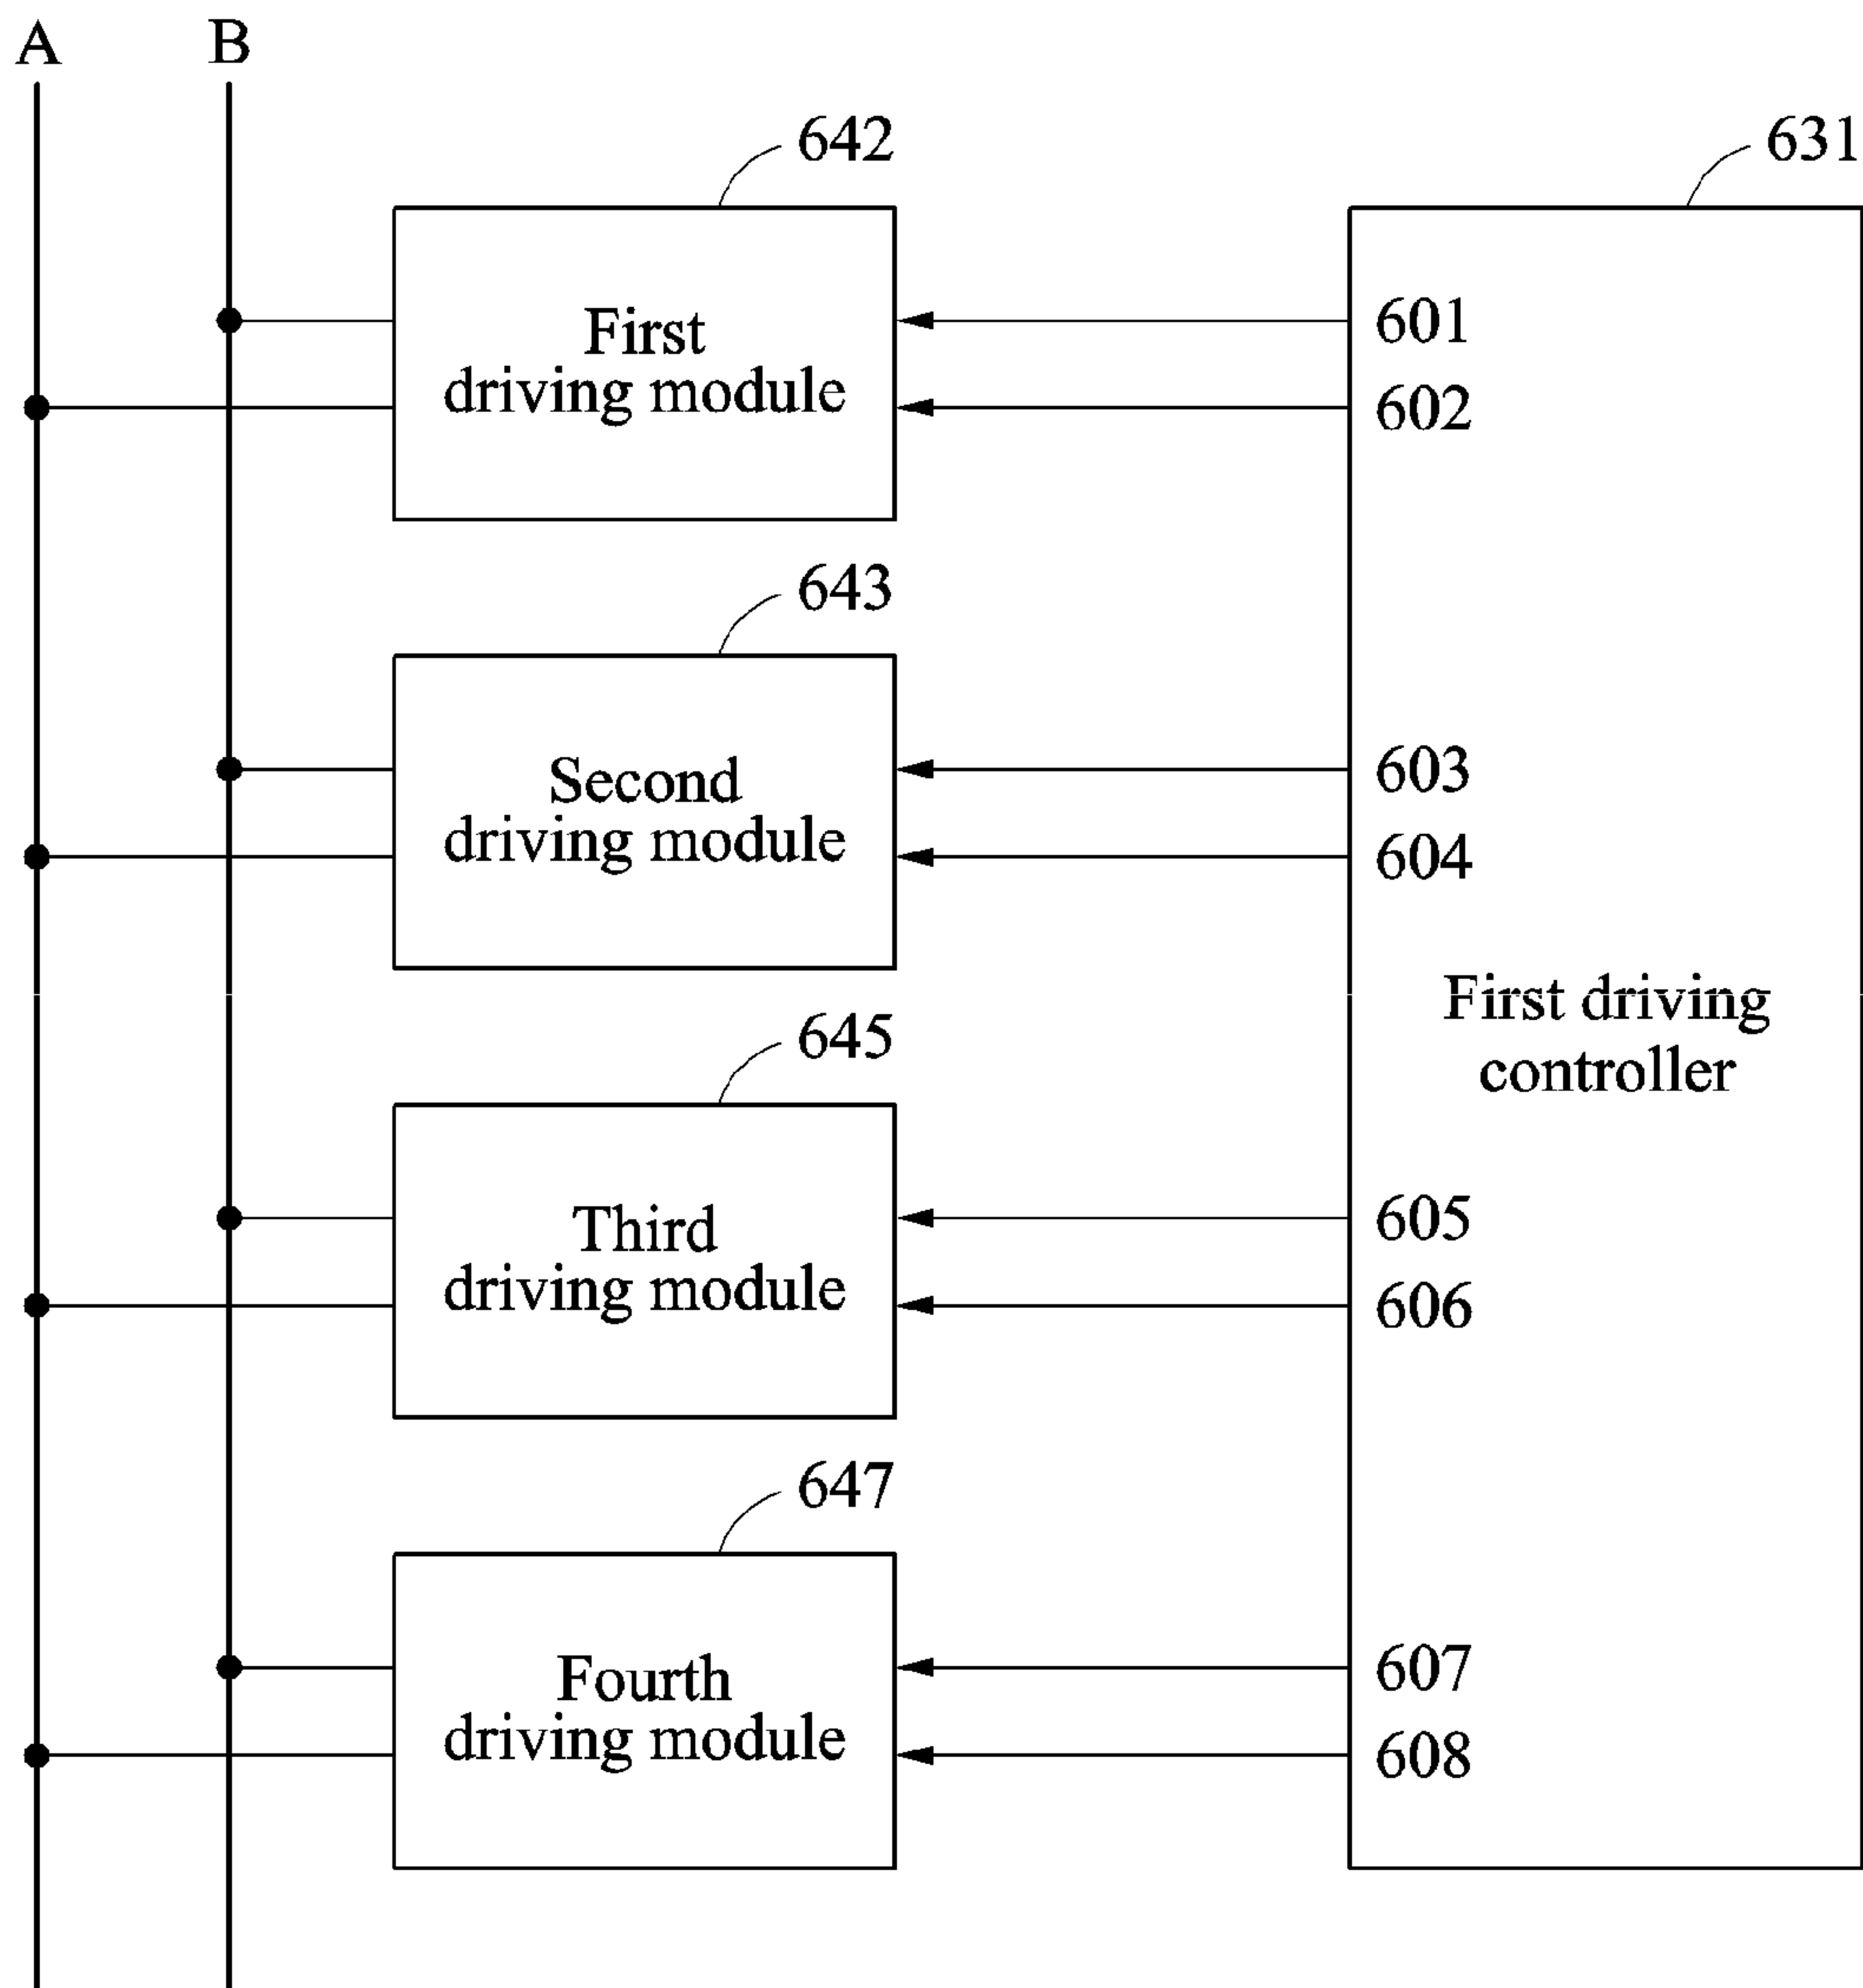 A
B
642
631
First
driving module
601
602
643
Second
driving module
603
604
First driving
controller
645
Third
driving module
605
606
647
Fourth
driving module
607
608